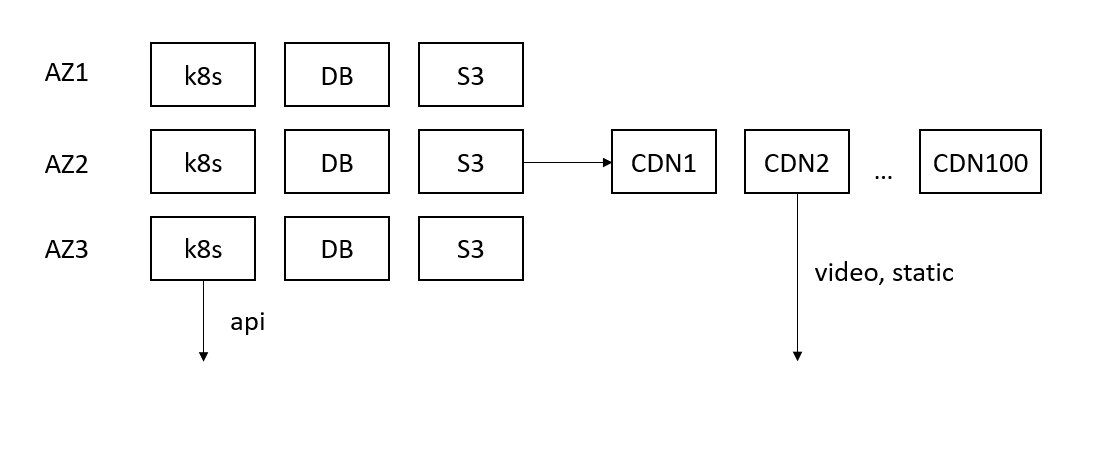 AZ1 k8s DB S3
AZ2 k8s DB S3 CDN1 CDN2 ... CDN100
AZ3 k8s DB S3
video, static
api